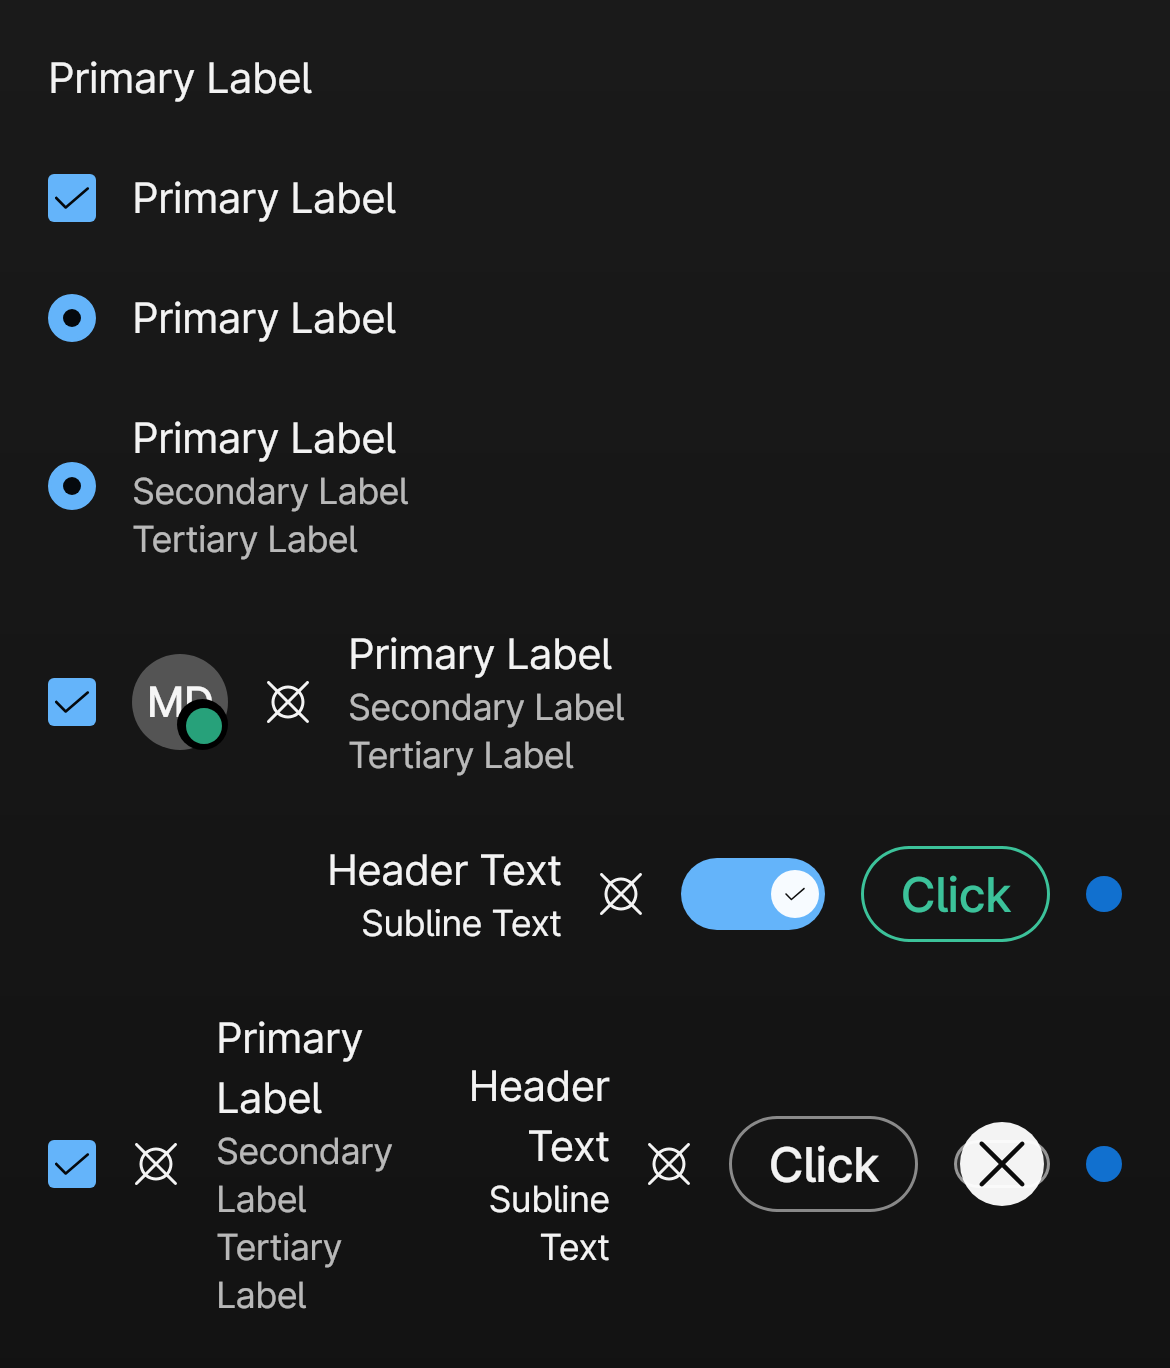 Primary Label
Primary Label
Primary Label
Primary Label
Secondary Label
Tertiary Label
MD
Primary Label
Secondary Label
Tertiary Label
Header Text
Subline Text
Click
Primary
Label
Secondary
Label
Tertiary
Label
Header
Text
Subline
Text
Click